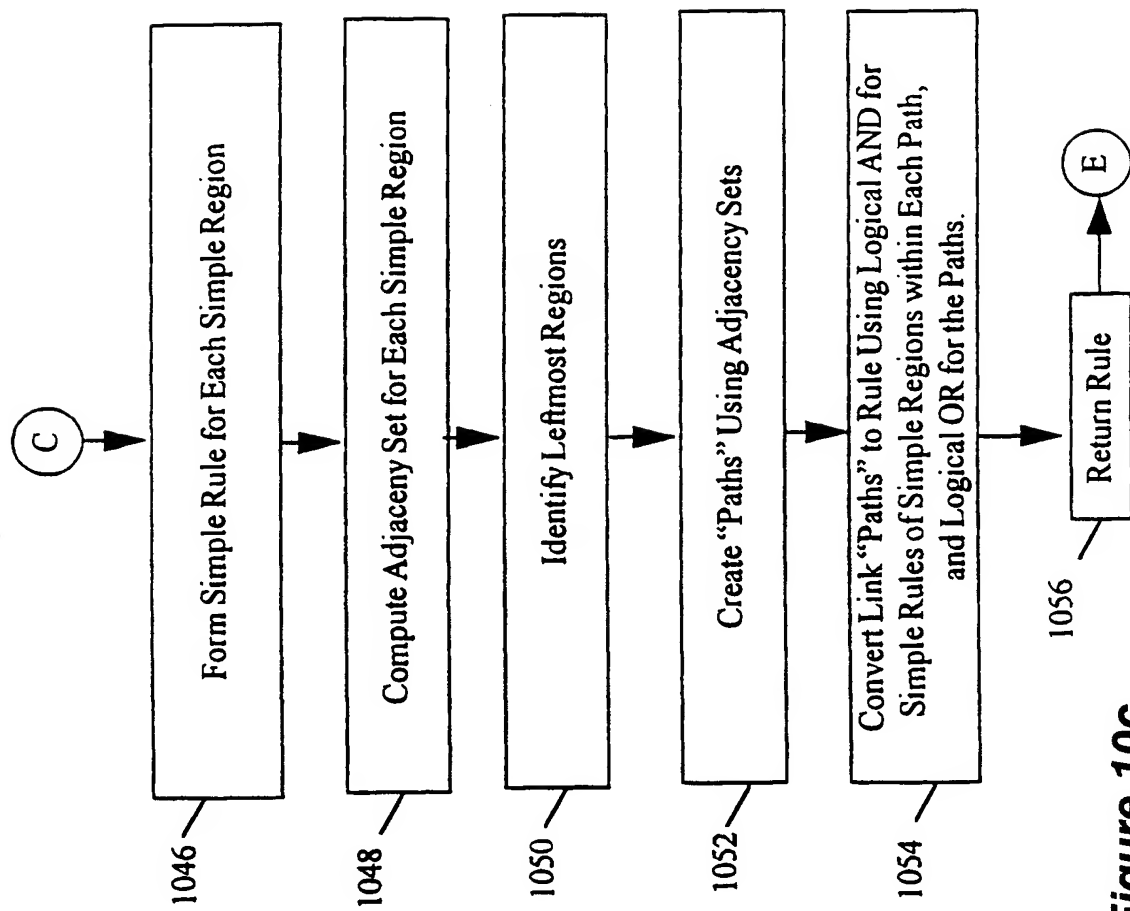 C
Form Simple Rule for Each Simple Region
1046
Compute Adjaceny Set for Each Simple Region
1048
Identify Leftmost Regions
1050
Create “Paths” Using Adjacency Sets
1052
Convert Link “Paths” to Rule Using Logical AND for
Simple Rules of Simple Regions within Each Path,
and Logical OR for the Paths.
1054
Return Rule
1056
E
Figure 10c